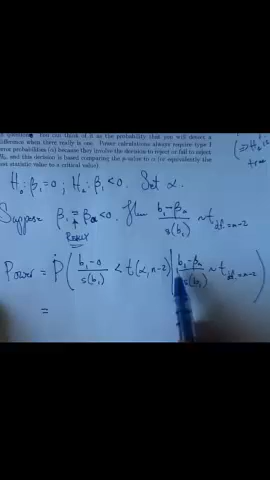 question. You can think of it as the probability that you will detect a
difference when there really is one. Power calculations always require type I
error probabilities (α) because they involve the decision to reject or fail to reject
H₀, and this decision is based comparing the p-value to α (or equivalently the
test statistic value to a critical value).
H₀: β₁ = 0 ; Hₐ: β₁ < 0. Set α.
Suppose β₁ = βₐ < 0. Then (b₁ − βₐ)/s(b₁) ~ t df = n−2
Power = P( (b₁ − 0)/s(b₁) < t(α, n−2) | (b₁ − βₐ)/s(b₁) ~ t df = n−2 )
=